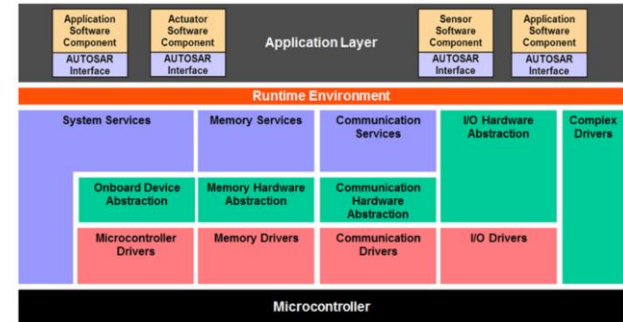 Application
Software
Component
AUTOSAR
Interface
Actuator
Software
Component
AUTOSAR
Interface
Application Layer
Sensor
Software
Component
AUTOSAR
Interface
Application
Software
Component
AUTOSAR
Interface
Runtime Environment
System Services
Memory Services
Communication
Services
I/O Hardware
Abstraction
Complex
Drivers
Onboard Device
Abstraction
Memory Hardware
Abstraction
Communication
Hardware
Abstraction
Microcontroller
Drivers
Memory Drivers
Communication
Drivers
I/O Drivers
Microcontroller